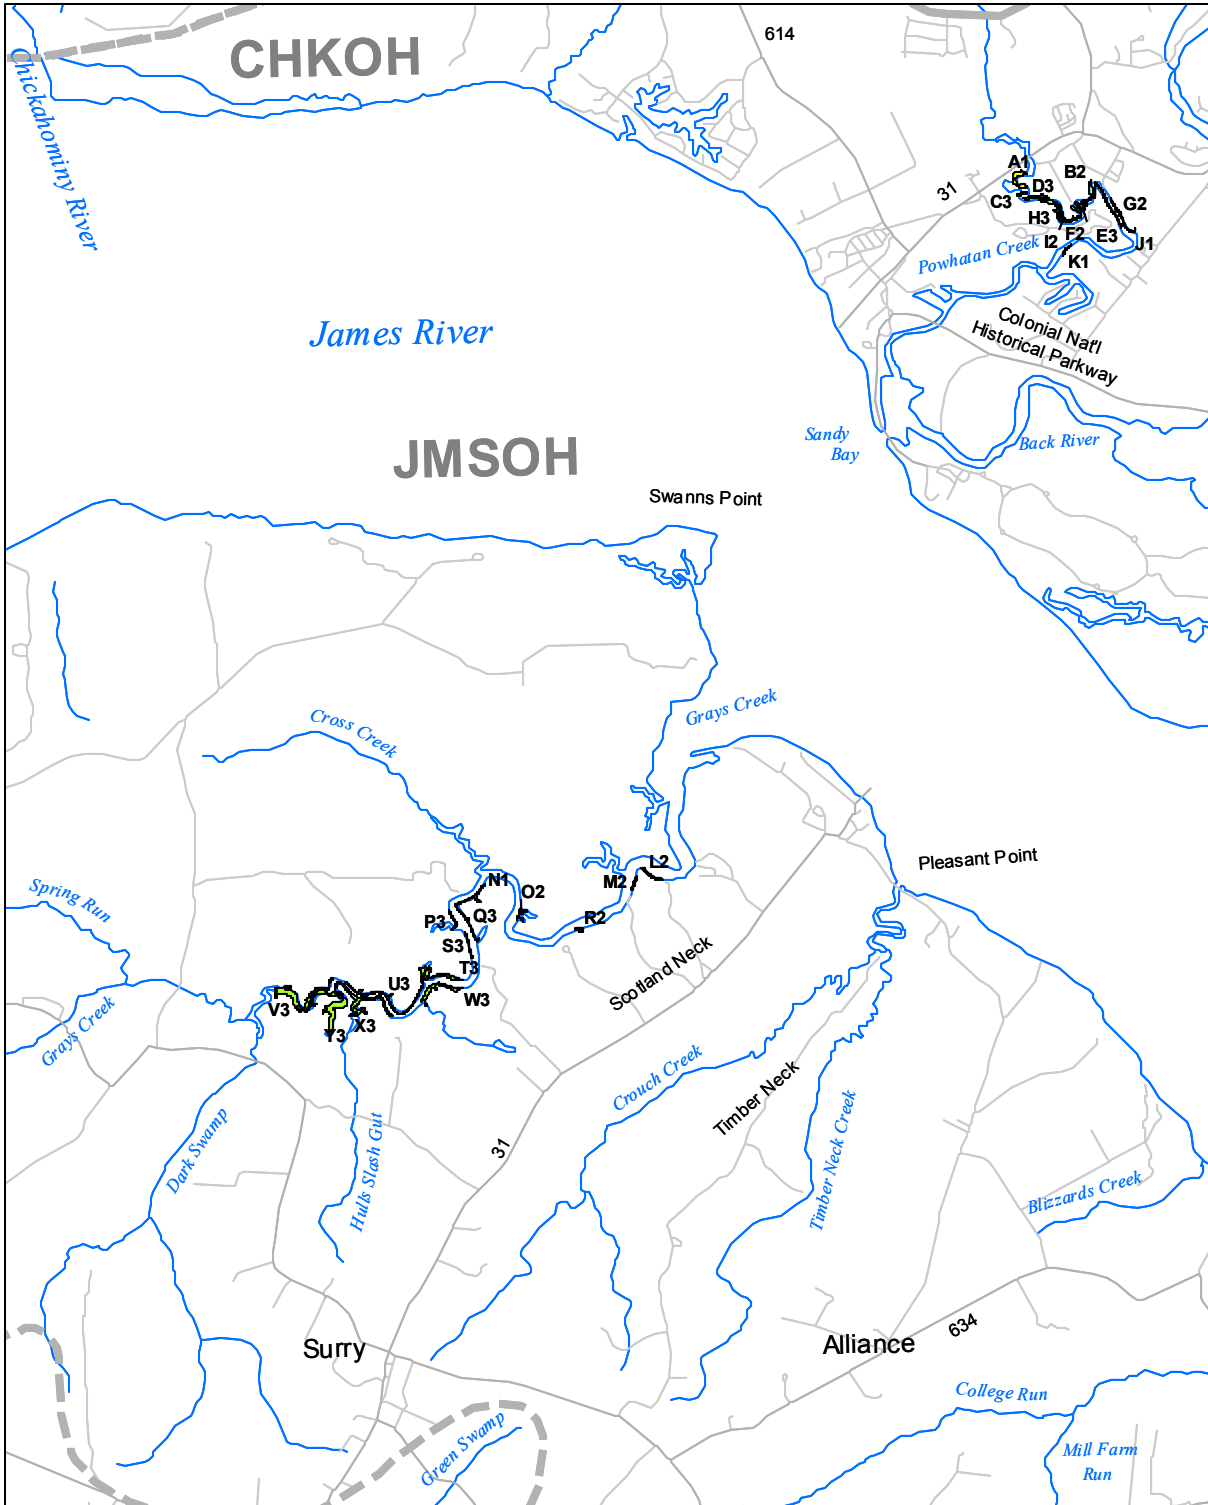 614
CHKOH
Chickahominy River
A1
B2
31
D3
C3
G2
H3
F2
E3
I2
J1
K1
Powhatan Creek
James River
Colonial Nat'l
Historical Parkway
Sandy
Bay
Back River
JMSOH
Swanns Point
Grays Creek
Cross Creek
Pleasant Point
L2
M2
N1
O2
Spring Run
P3
Q3
R2
S3
Scotland Neck
T3
U3
W3
V3
X3
Y3
Grays Creek
Crouch Creek
Timber Neck
Timber Neck Creek
Dark Swamp
Hulls Slash Gut
31
Blizzards Creek
Surry
Alliance
634
College Run
Green Swamp
Mill Farm
Run